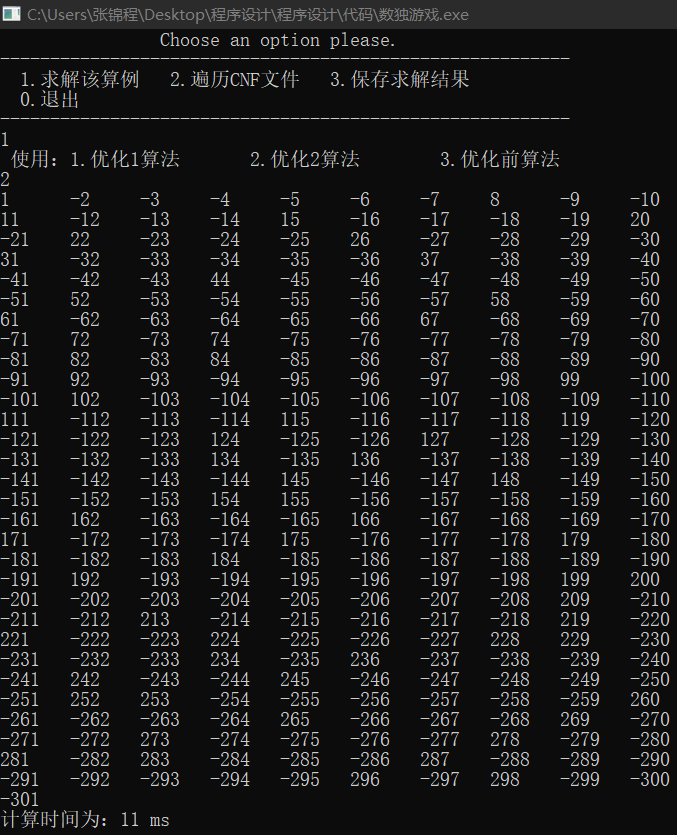 C:\Users\张锦程\Desktop\程序设计\程序设计\代码\数独游戏.exe
Choose an option please.
---------------------------------------------------------
1.求解该算例 2.遍历CNF文件 3.保存求解结果
0.退出
---------------------------------------------------------
1
使用：1.优化1算法 2.优化2算法 3.优化前算法
2
1 -2 -3 -4 -5 -6 -7 8 -9 -10
11 -12 -13 -14 15 -16 -17 -18 -19 20
-21 22 -23 -24 -25 26 -27 -28 -29 -30
31 -32 -33 -34 -35 -36 37 -38 -39 -40
-41 -42 -43 44 -45 -46 -47 -48 -49 -50
-51 52 -53 -54 -55 -56 -57 58 -59 -60
61 -62 -63 -64 -65 -66 67 -68 -69 -70
-71 72 -73 74 -75 -76 -77 -78 -79 -80
-81 82 -83 84 -85 -86 -87 -88 -89 -90
-91 92 -93 -94 -95 -96 -97 -98 99 -100
-101 102 -103 -104 -105 -106 -107 -108 -109 -110
111 -112 -113 -114 115 -116 -117 -118 119 -120
-121 -122 -123 124 -125 -126 127 -128 -129 -130
-131 -132 -133 134 -135 136 -137 -138 -139 -140
-141 -142 -143 -144 145 -146 -147 148 -149 -150
-151 -152 -153 154 155 -156 -157 -158 -159 -160
-161 162 -163 -164 -165 166 -167 -168 -169 -170
171 -172 -173 -174 175 -176 -177 -178 179 -180
-181 -182 -183 184 -185 -186 -187 -188 -189 -190
-191 192 -193 -194 -195 -196 -197 -198 199 200
-201 -202 -203 -204 -205 -206 -207 -208 209 -210
-211 -212 213 -214 -215 -216 -217 -218 219 -220
221 -222 -223 224 -225 -226 -227 228 229 -230
-231 -232 -233 234 -235 236 -237 -238 -239 -240
-241 242 -243 -244 245 -246 -247 -248 -249 -250
-251 252 253 -254 -255 -256 -257 -258 -259 260
-261 -262 -263 -264 265 -266 -267 -268 269 -270
-271 -272 273 -274 -275 -276 -277 278 -279 -280
281 -282 283 -284 -285 -286 287 -288 -289 -290
-291 -292 -293 -294 -295 296 -297 298 -299 -300
-301
计算时间为：11 ms